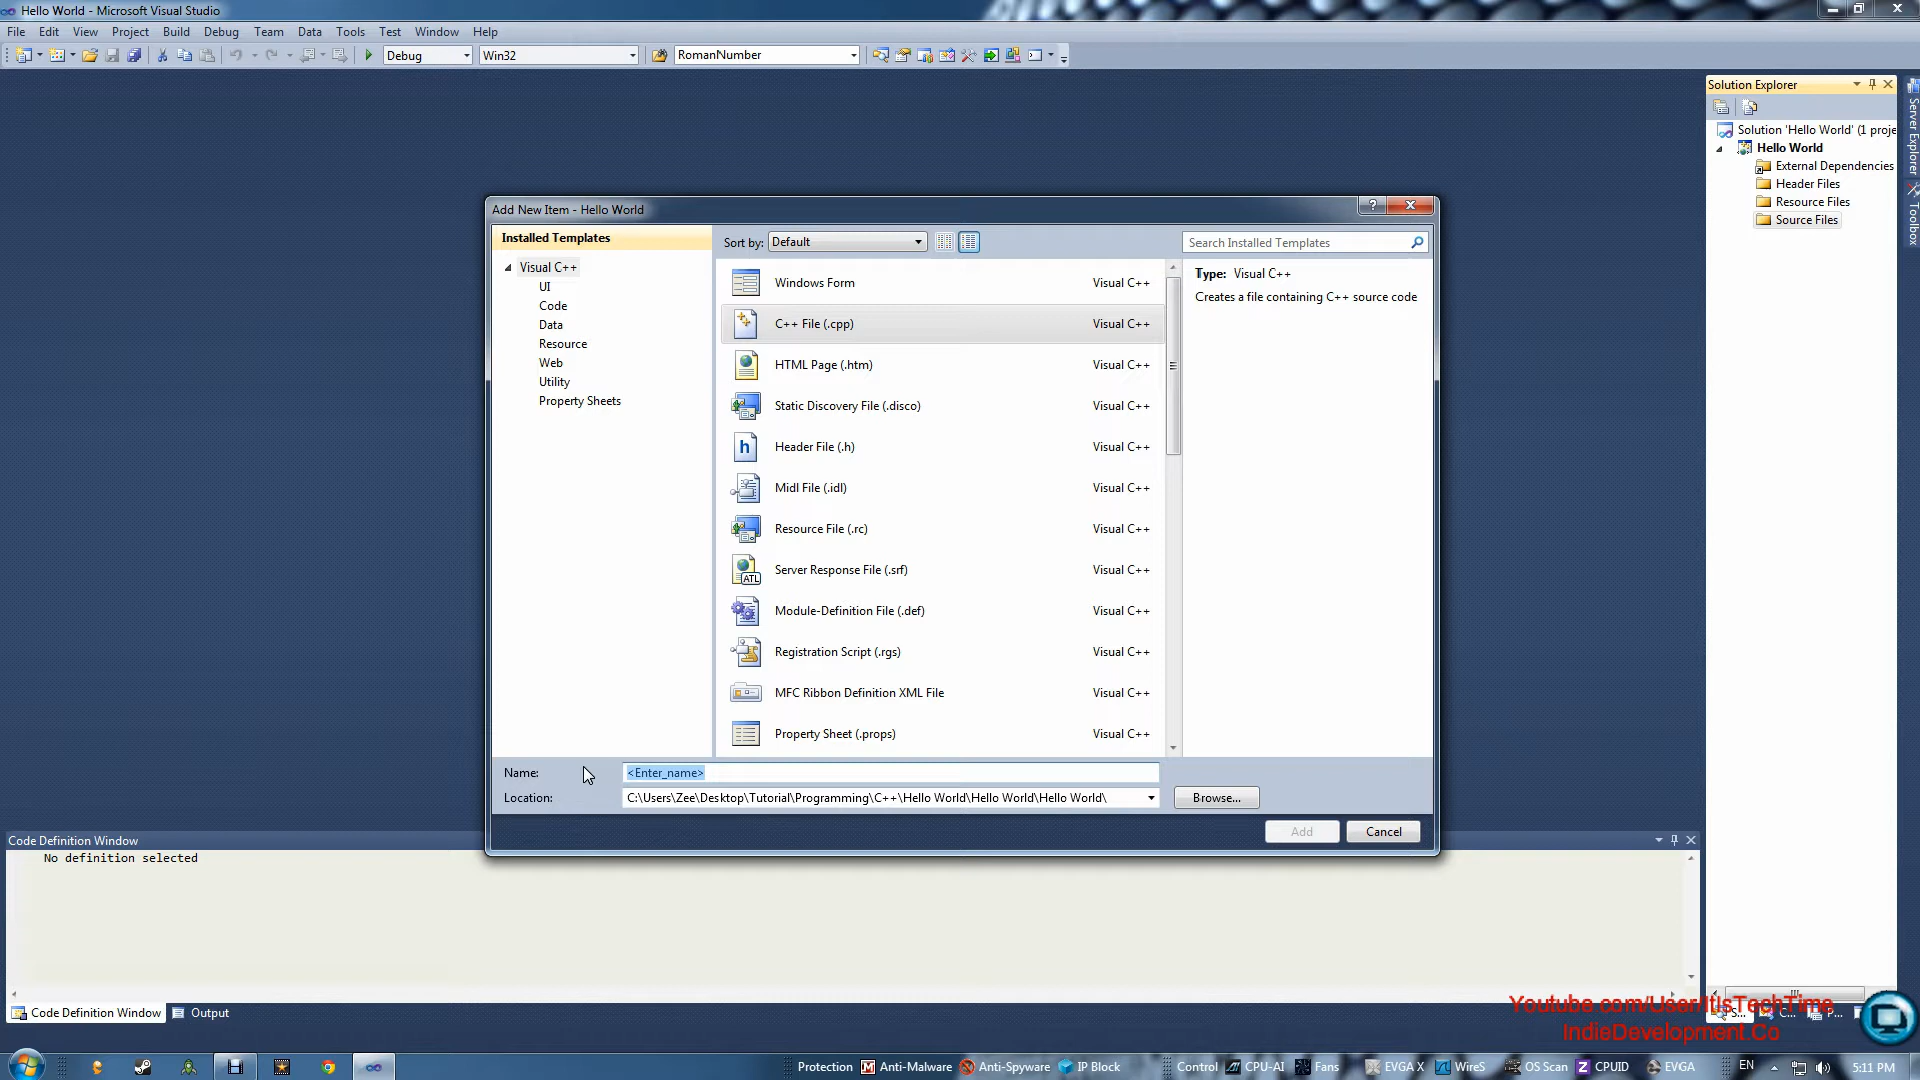 Hello World - Microsoft Visual Studio
File Edit View Project Build Debug Team Data Tools Test Window Help
Debug Win32 RomanNumber
Solution Explorer
Solution 'Hello World' (1 proje
Hello World
External Dependencies
Header Files
Resource Files
Source Files
Server Explorer
Toolbox
Add New Item - Hello World
Installed Templates
Visual C++
UI
Code
Data
Resource
Web
Utility
Property Sheets
Sort by: Default
Search Installed Templates
Windows Form Visual C++
C++ File (.cpp) Visual C++
HTML Page (.htm) Visual C++
Static Discovery File (.disco) Visual C++
Header File (.h) Visual C++
Midl File (.idl) Visual C++
Resource File (.rc) Visual C++
Server Response File (.srf) Visual C++
Module-Definition File (.def) Visual C++
Registration Script (.rgs) Visual C++
MFC Ribbon Definition XML File Visual C++
Property Sheet (.props) Visual C++
Type: Visual C++
Creates a file containing C++ source code
Name: <Enter_name>
Location: C:\Users\Zee\Desktop\Tutorial\Programming\C++\Hello World\Hello World\Hello World\
Browse...
Add Cancel
Code Definition Window
No definition selected
Code Definition Window Output
S... C... P...
Youtube.com/User/ItIsTechTime
IndieDevelopment.Co
Protection Anti-Malware Anti-Spyware IP Block Control CPU-AI Fans EVGA X WireS OS Scan CPUID EVGA EN 5:11 PM